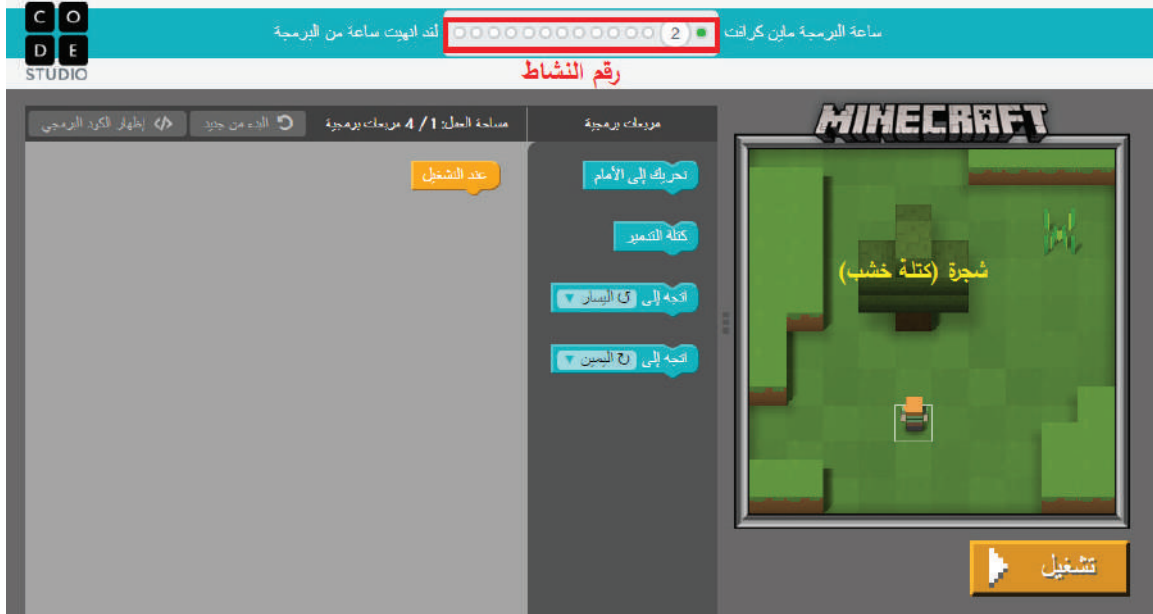 C O
D E
STUDIO
ساعة البرمجة ماين كرافت
2
لقد انهيت ساعة من البرمجة
رقم النشاط
MINECRAFT
مربعات برمجية
مساحة العمل: 1 / 4 مربعات برمجية
البدء من جديد
</> إظهار الكود البرمجي
تحريك إلى الأمام
عند التشغيل
كتلة التدمير
شجرة (كتلة خشب)
اتجه إلى ↺ اليسار ▼
اتجه إلى ↻ اليمين ▼
تشغيل